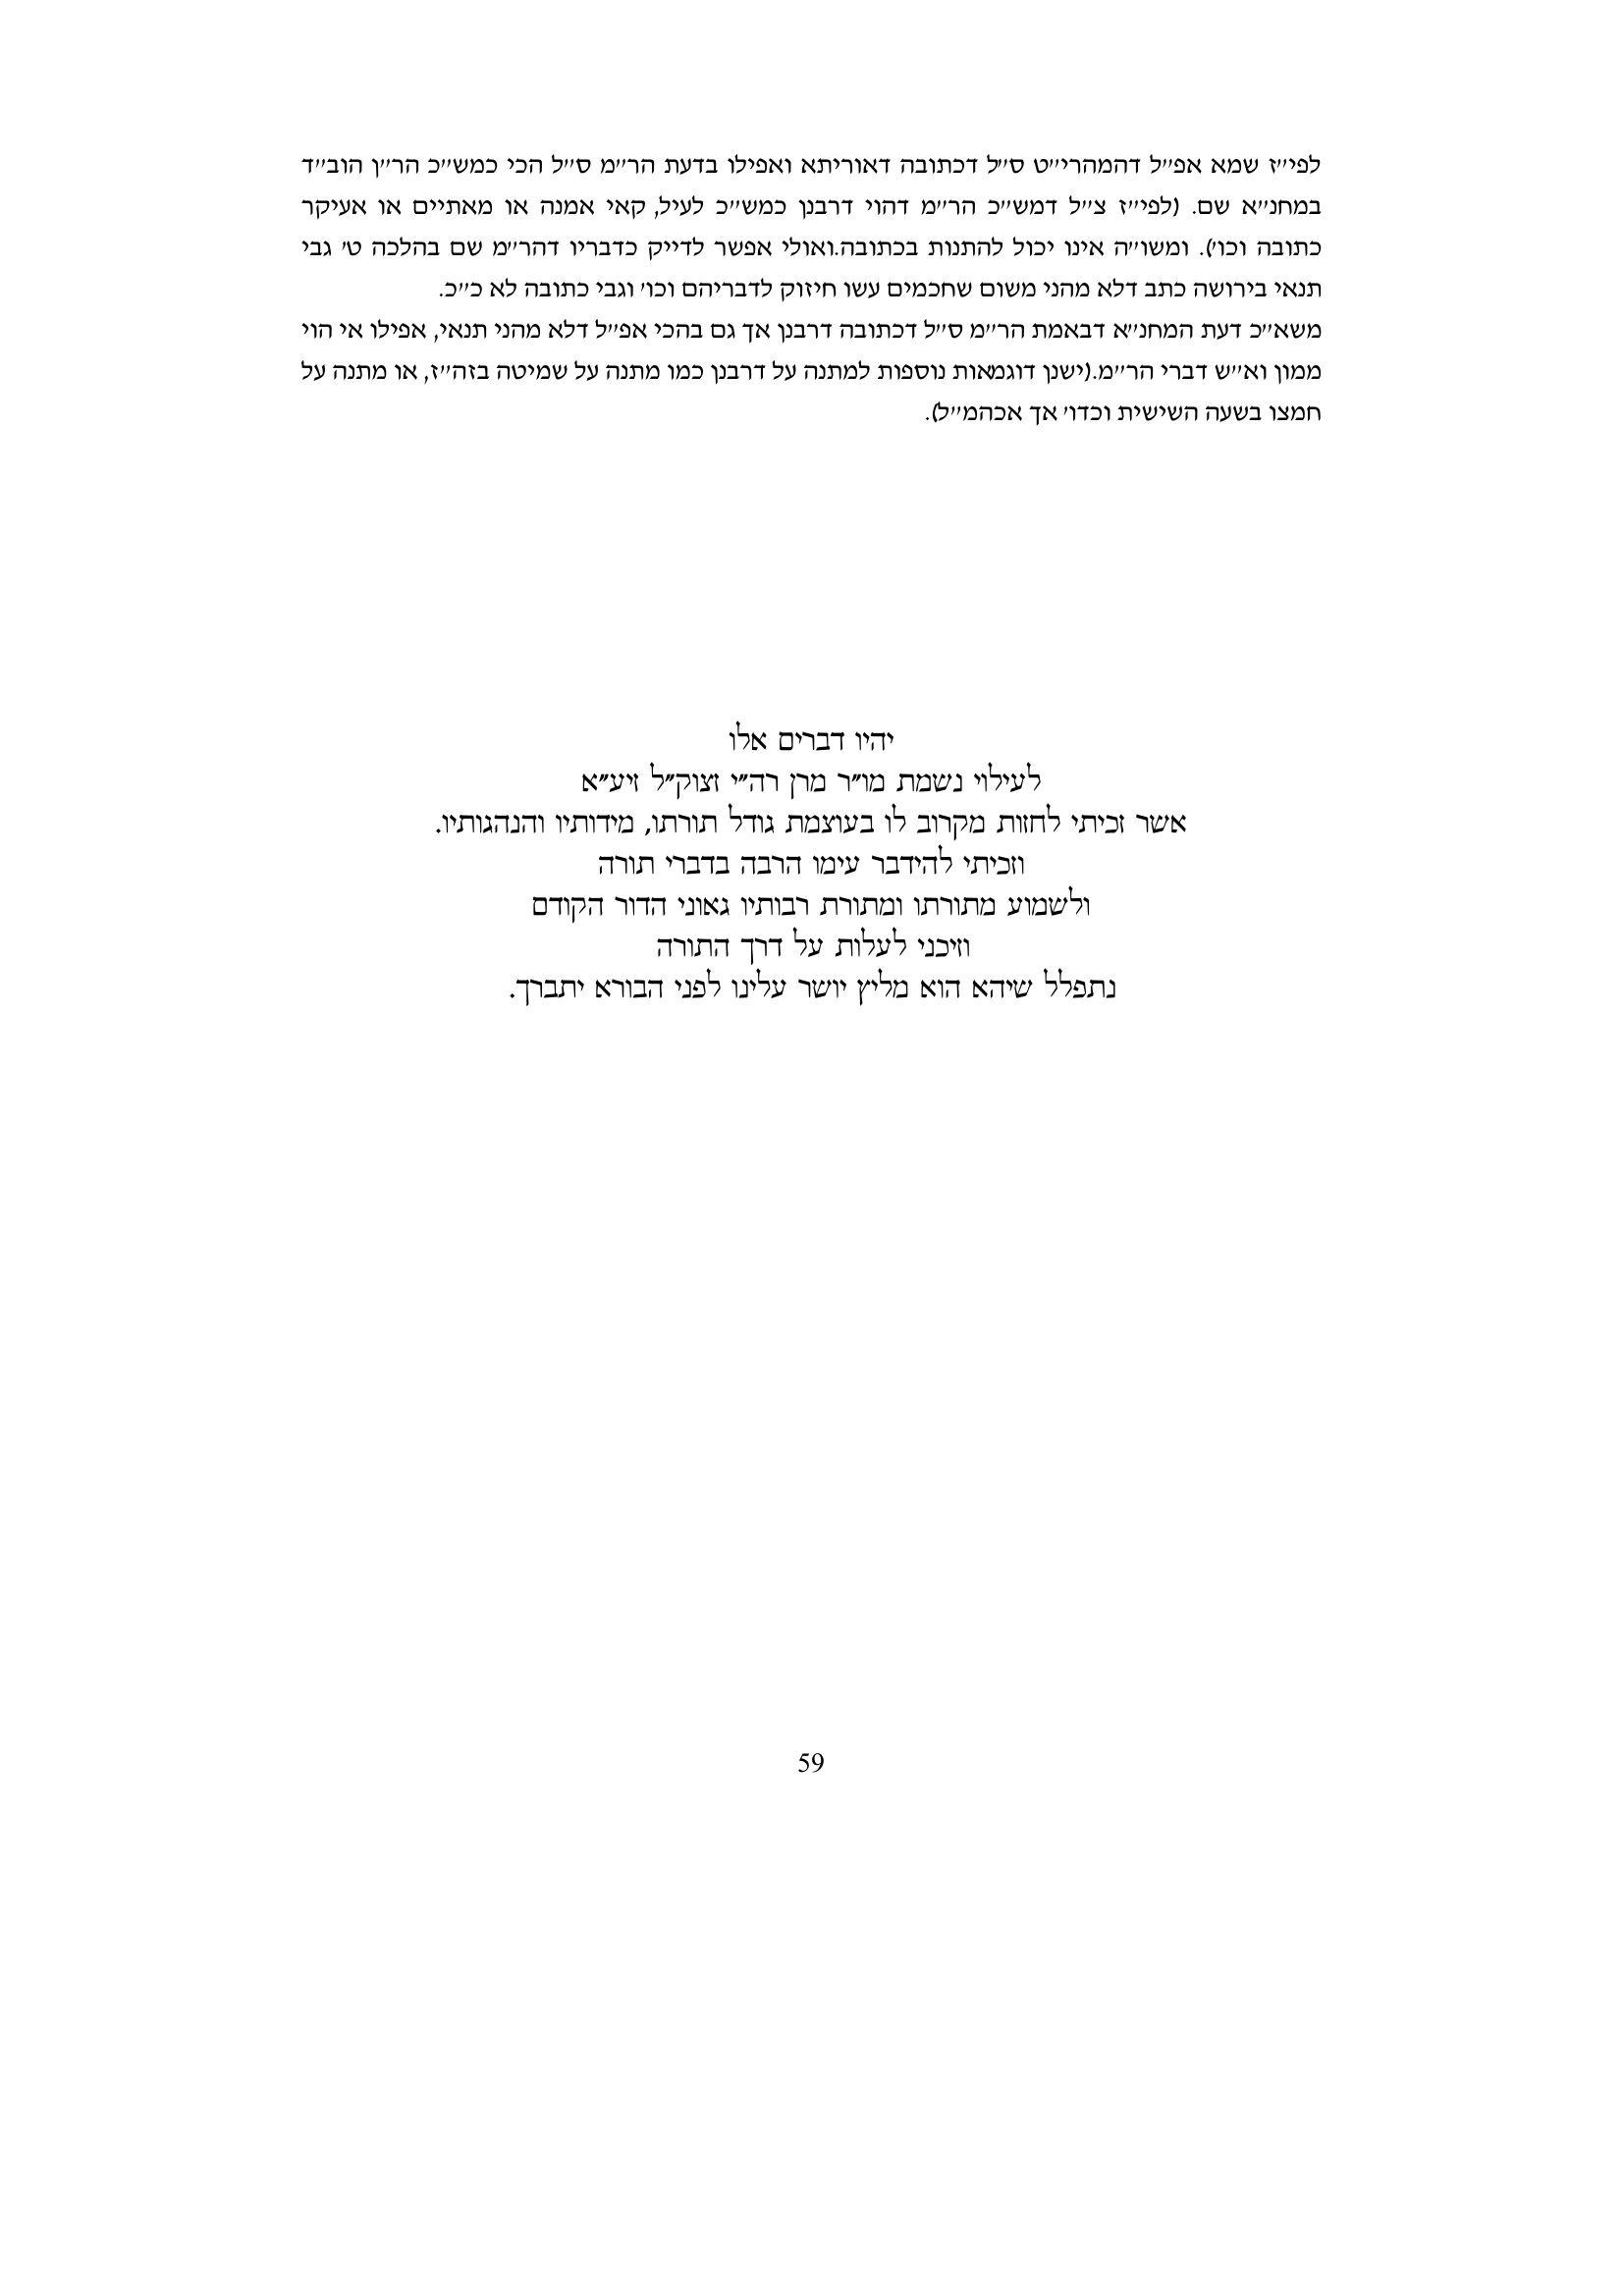 לפי״ז שמא אפ״ל דהמהרי״ט ס״ל דכתובה דאוריתא ואפילו בדעת הר״מ ס״ל הכי כמש״כ הר״ן הוב״ד
במחנ״א שם. (לפי״ז צ״ל דמש״כ הר״מ דהוי דרבנן כמש״כ לעיל, קאי אמנה או מאתיים או אעיקר
כתובה וכו׳). ומשו״ה אינו יכול להתנות בכתובה.ואולי אפשר לדייק כדבריו דהר״מ שם בהלכה ט׳ גבי
תנאי בירושה כתב דלא מהני משום שחכמים עשו חיזוק לדבריהם וכו׳ וגבי כתובה לא כ״כ.
משא״כ דעת המחנ״א דבאמת הר״מ ס״ל דכתובה דרבנן אך גם בהכי אפ״ל דלא מהני תנאי, אפילו אי הוי
ממון וא״ש דברי הר״מ.(ישנן דוגמאות נוספות למתנה על דרבנן כמו מתנה על שמיטה בזה״ז, או מתנה על
חמצו בשעה השישית וכדו׳ אך אכהמ״ל).
יהיו דברים אלו
לעילוי נשמת מו״ר מרן רה״י זצוק״ל זיע״א
אשר זכיתי לחזות מקרוב לו בעוצמת גודל תורתו, מידותיו והנהגותיו.
וזכיתי להידבר עימו הרבה בדברי תורה
ולשמוע מתורתו ומתורת רבותיו גאוני הדור הקודם
וזיכני לעלות על דרך התורה
נתפלל שיהא הוא מליץ יושר עלינו לפני הבורא יתברך.
59